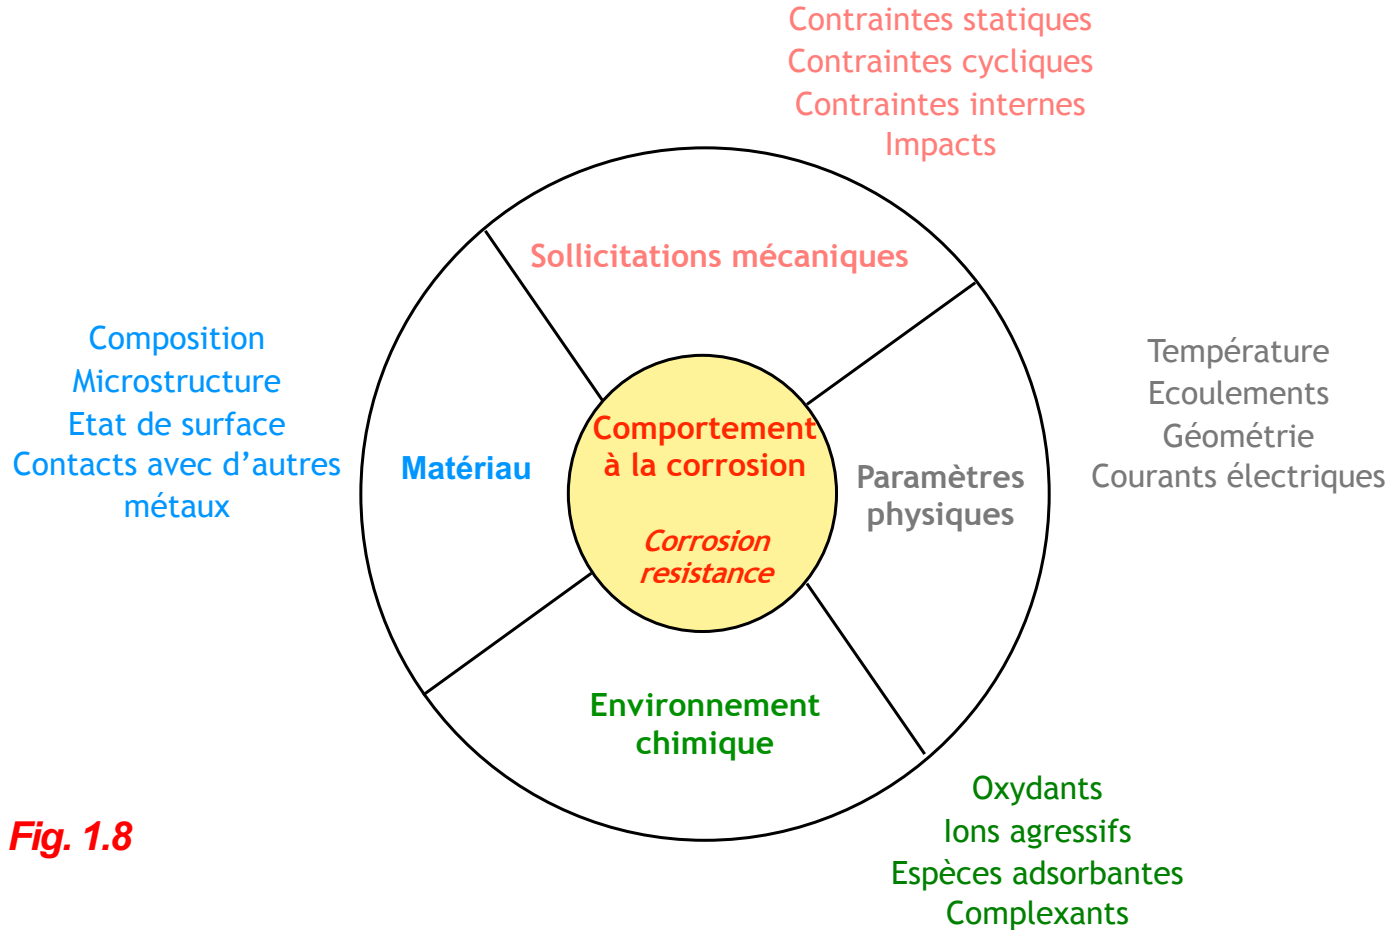 Contraintes statiques
Contraintes cycliques
Contraintes internes
Impacts
Sollicitations mécaniques
Composition
Microstructure
Etat de surface
Contacts avec d’autres
métaux
Matériau
Comportement
à la corrosion
Corrosion
resistance
Paramètres
physiques
Température
Ecoulements
Géométrie
Courants électriques
Environnement
chimique
Oxydants
Ions agressifs
Espèces adsorbantes
Complexants
Fig. 1.8